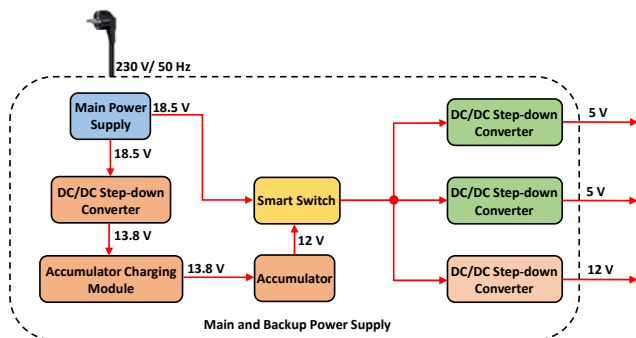 230 V/ 50 Hz
Main Power
Supply
18.5 V
18.5 V
DC/DC Step-down
Converter
13.8 V
Accumulator Charging
Module
13.8 V
Accumulator
12 V
Smart Switch
DC/DC Step-down
Converter
5 V
DC/DC Step-down
Converter
5 V
DC/DC Step-down
Converter
12 V
Main and Backup Power Supply